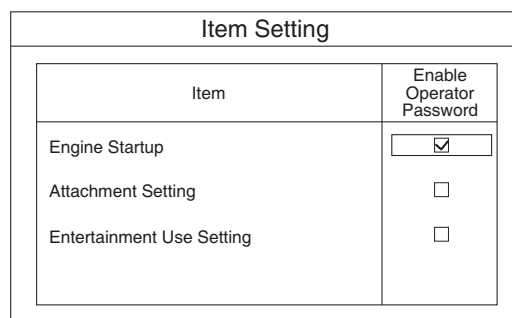 Item Setting
Item
Enable
Operator
Password
Engine Startup
Attachment Setting
Entertainment Use Setting